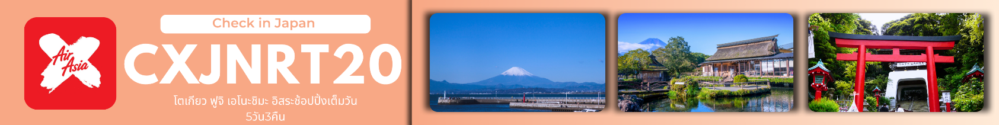 Check in Japan
Air
Asia
CXJNRT20
โตเกียว ฟูจิ เอโนะชิมะ อิสระช้อปปิ้งเต็มวัน
5วัน3คืน